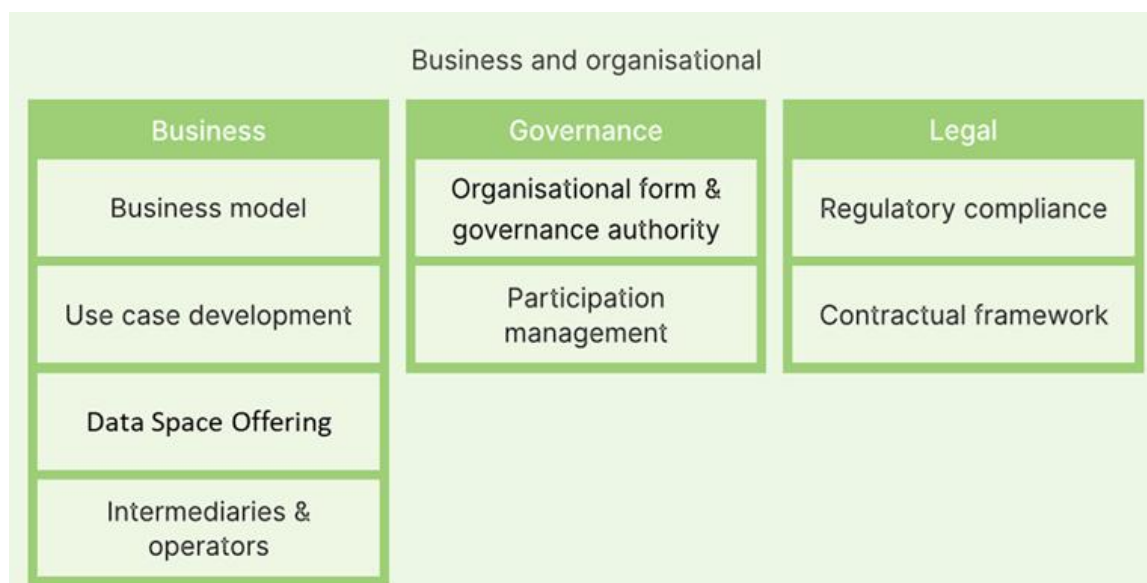 Business and organisational
Business
Business model
Use case development
Data Space Offering
Intermediaries &
operators
Governance
Organisational form &
governance authority
Participation
management
Legal
Regulatory compliance
Contractual framework